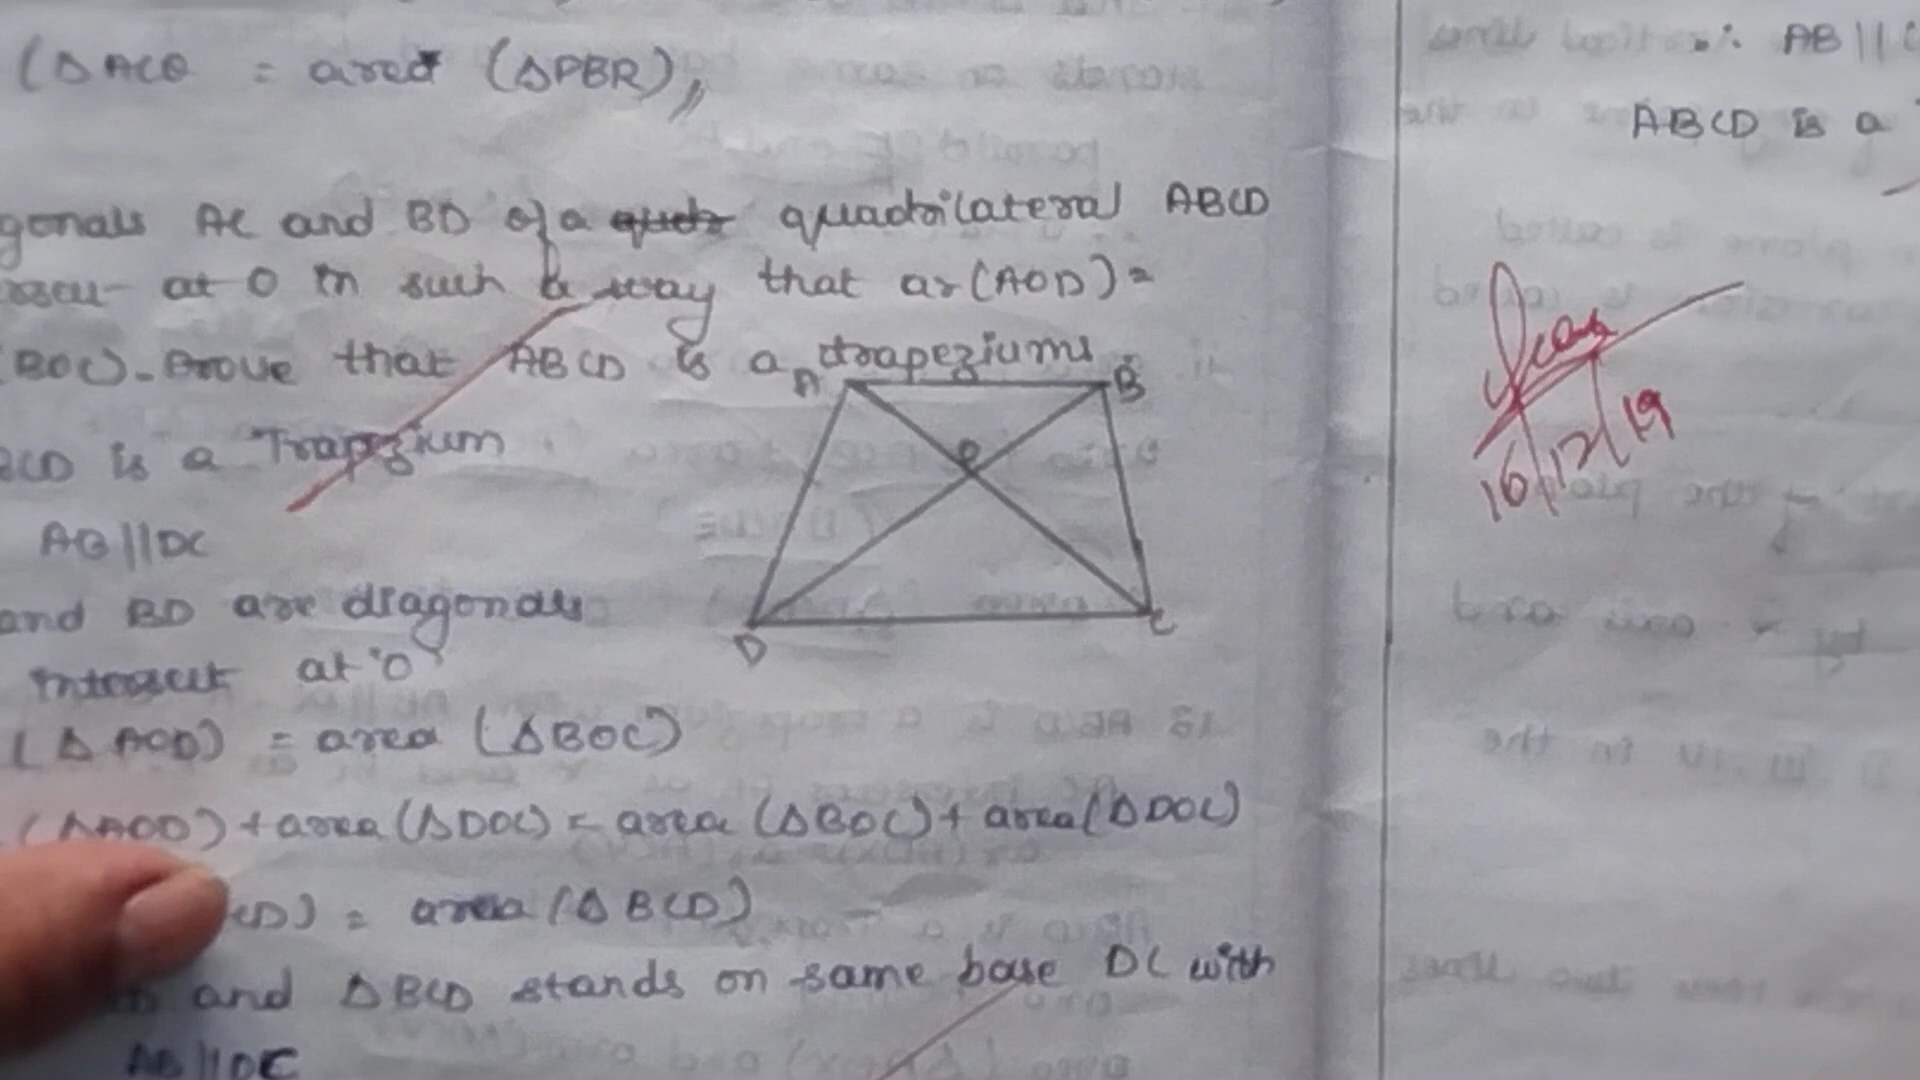 (ΔACQ = area (ΔPBR),,
gonals AC and BD of a quadrilateral ABCD
at O in such a way that ar(AOD) =
(BOC). Prove that ABCD is a trapeziums
A B
O
D C
BCD is a Trapezium
AB||DC
and BD are diagonals
intersect at 'O'
(ΔAOD) = area (ΔBOC)
(ΔAOD) + area (ΔDOC) = area (ΔBOC) + area (ΔDOC)
CD) = area (ΔBCD)
and ΔBCD stands on same base DC with
AB||DC
∴ AB||C
ABCD is a
16/12/19